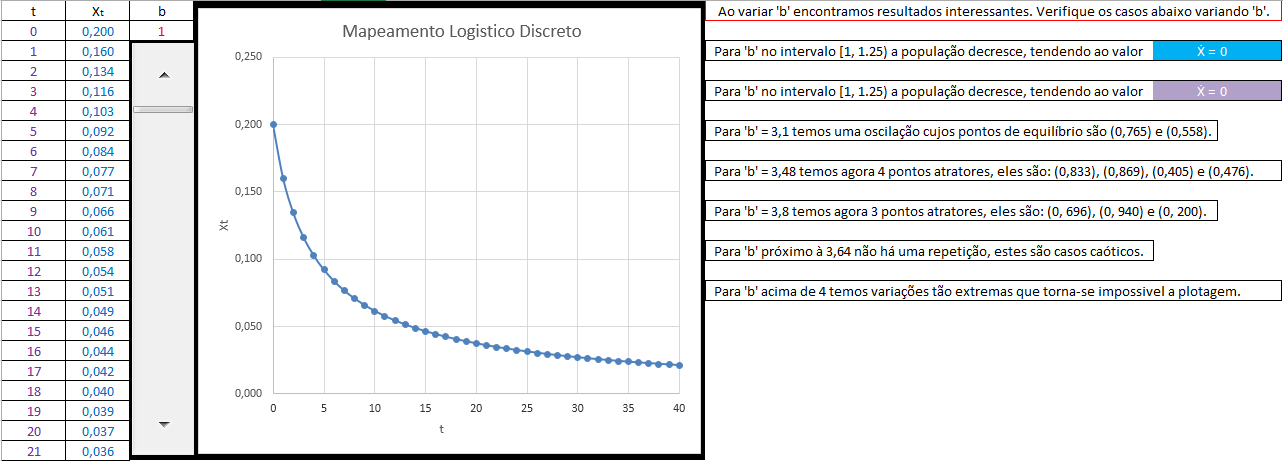 t Xt b
0 0,200 1
1 0,160
2 0,134
3 0,116
4 0,103
5 0,092
6 0,084
7 0,077
8 0,071
9 0,066
10 0,061
11 0,058
12 0,054
13 0,051
14 0,049
15 0,046
16 0,044
17 0,042
18 0,040
19 0,039
20 0,037
21 0,036
Mapeamento Logistico Discreto
0,250
0,200
0,150
0,100
0,050
0,000
Xt
0 5 10 15 20 25 30 35 40
t
Ao variar 'b' encontramos resultados interessantes. Verifique os casos abaixo variando 'b'.
Para 'b' no intervalo [1, 1.25) a população decresce, tendendo ao valor Ẋ = 0
Para 'b' no intervalo [1, 1.25) a população decresce, tendendo ao valor Ẋ = 0
Para 'b' = 3,1 temos uma oscilação cujos pontos de equilíbrio são (0,765) e (0,558).
Para 'b' = 3,48 temos agora 4 pontos atratores, eles são: (0,833), (0,869), (0,405) e (0,476).
Para 'b' = 3,8 temos agora 3 pontos atratores, eles são: (0, 696), (0, 940) e (0, 200).
Para 'b' próximo à 3,64 não há uma repetição, estes são casos caóticos.
Para 'b' acima de 4 temos variações tão extremas que torna-se impossivel a plotagem.